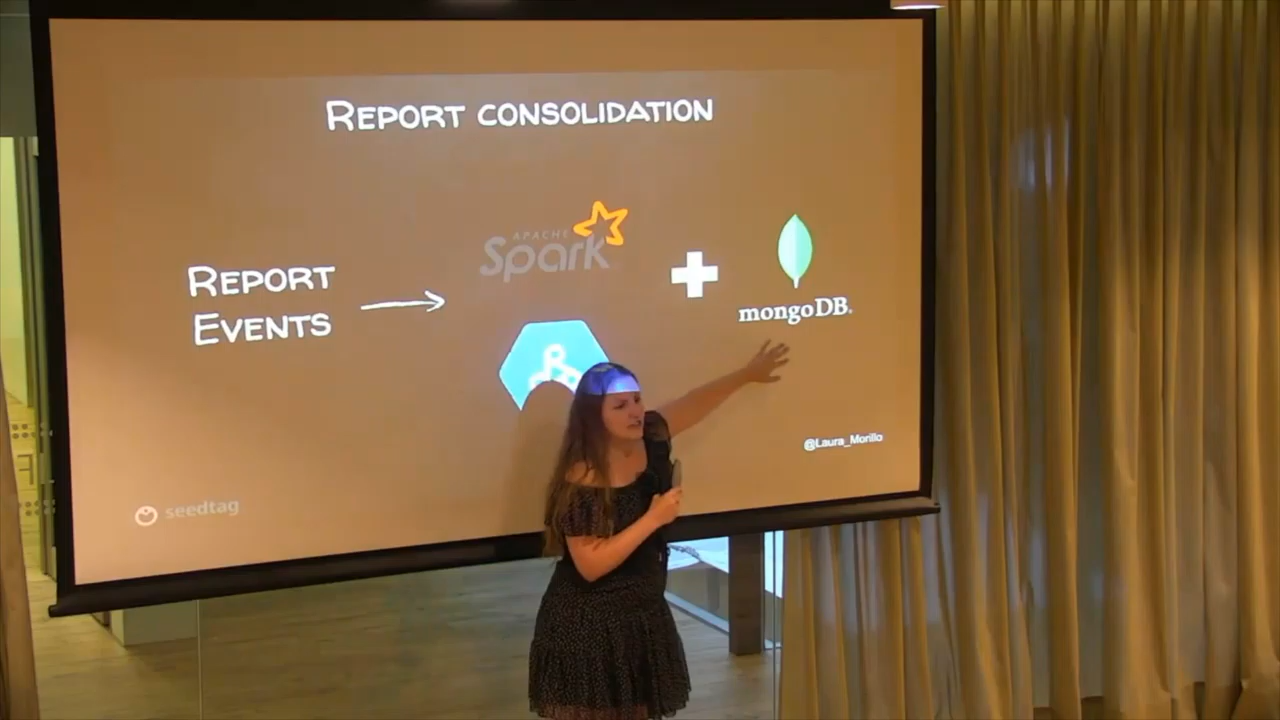 REPORT CONSOLIDATION
APACHE
Spark
REPORT
EVENTS
mongoDB.
@Laura_Morillo
seedtag